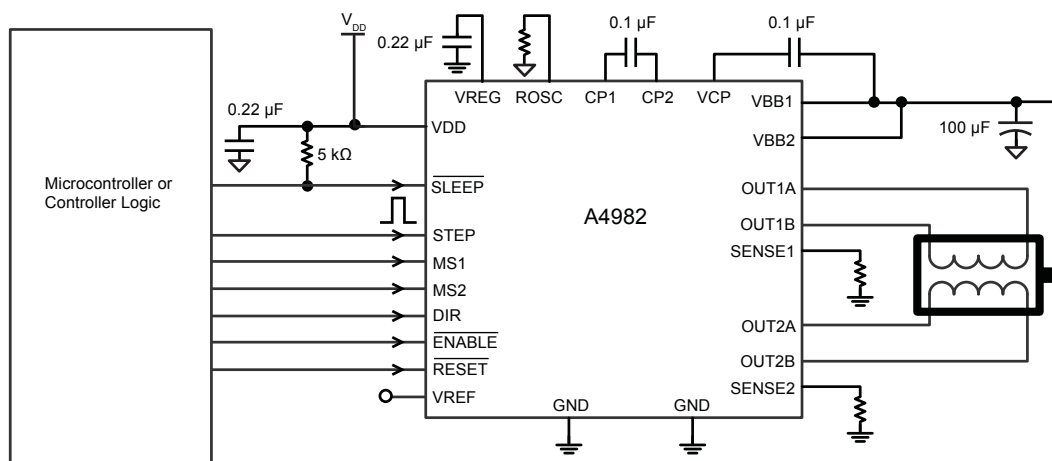 V_DD
0.1 µF
0.1 µF
0.22 µF
VREG
ROSC
CP1
CP2
VCP
VBB1
0.22 µF
VDD
100 µF
VBB2
5 kΩ
Microcontroller or
Controller Logic
SLEEP
OUT1A
A4982
OUT1B
STEP
SENSE1
MS1
MS2
DIR
OUT2A
ENABLE
OUT2B
RESET
SENSE2
VREF
GND
GND